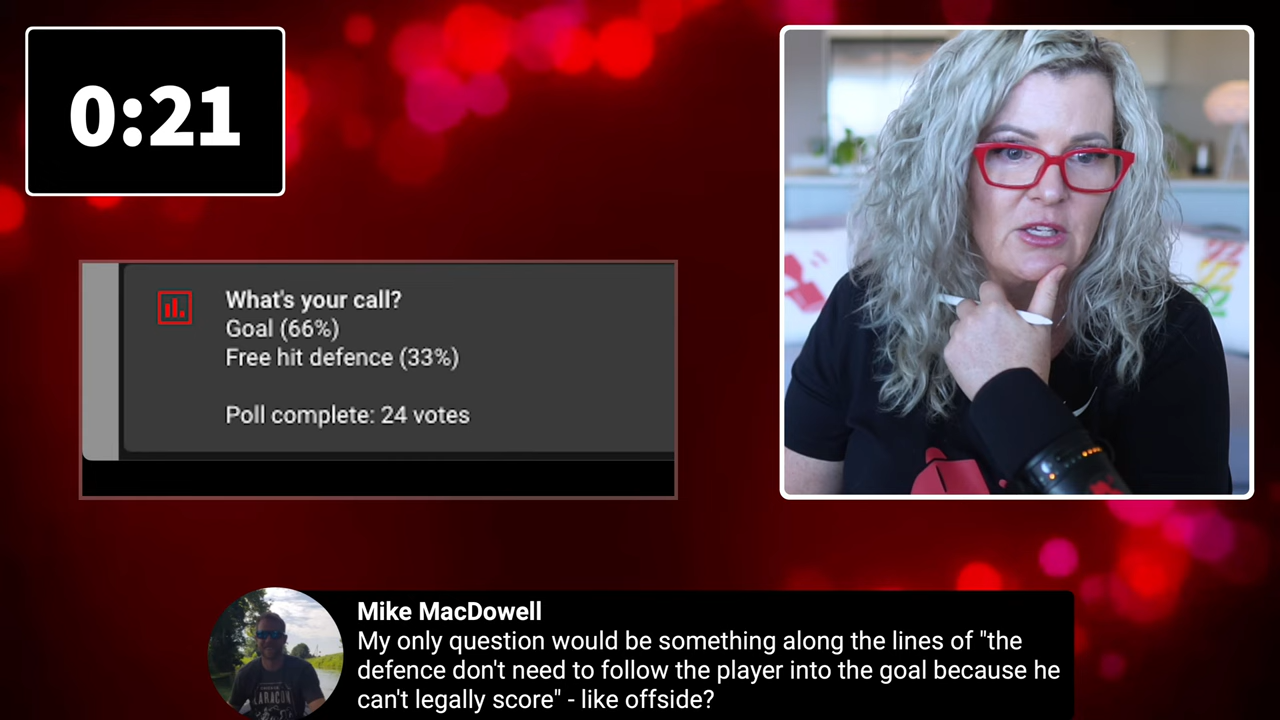 0:21
What's your call?
Goal (66%)
Free hit defence (33%)
Poll complete: 24 votes
Mike MacDowell
My only question would be something along the lines of "the
defence don't need to follow the player into the goal because he
can't legally score" - like offside?